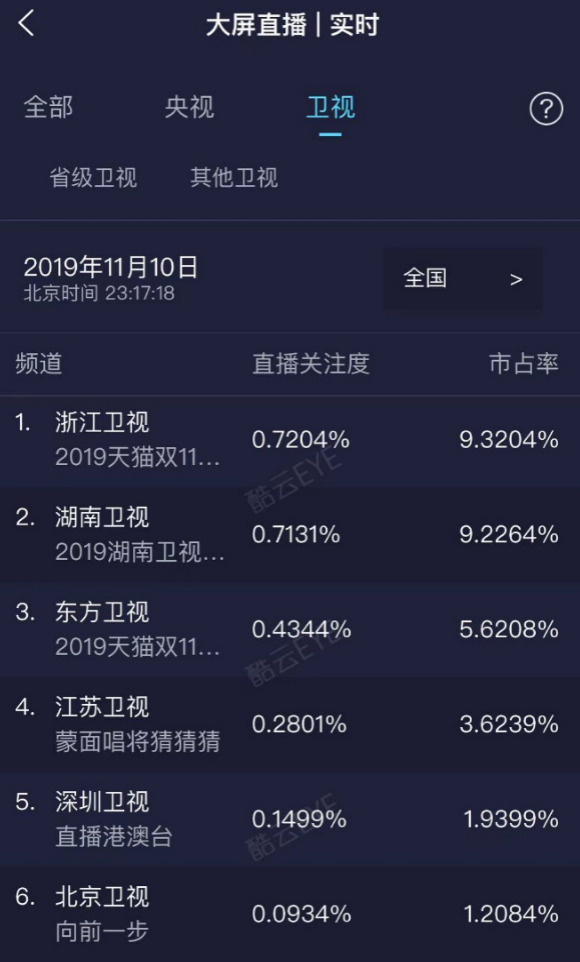 大屏直播 | 实时
全部 央视 卫视 ?
省级卫视 其他卫视
2019年11月10日
北京时间 23:17:18
全国 >
频道 直播关注度 市占率
1. 浙江卫视 0.7204% 9.3204%
2019天猫双11...
2. 湖南卫视 0.7131% 9.2264%
2019湖南卫视...
3. 东方卫视 0.4344% 5.6208%
2019天猫双11...
4. 江苏卫视 0.2801% 3.6239%
蒙面唱将猜猜猜
5. 深圳卫视 0.1499% 1.9399%
直播港澳台
6. 北京卫视 0.0934% 1.2084%
向前一步
酷云EYE
酷云EYE
酷云EYE